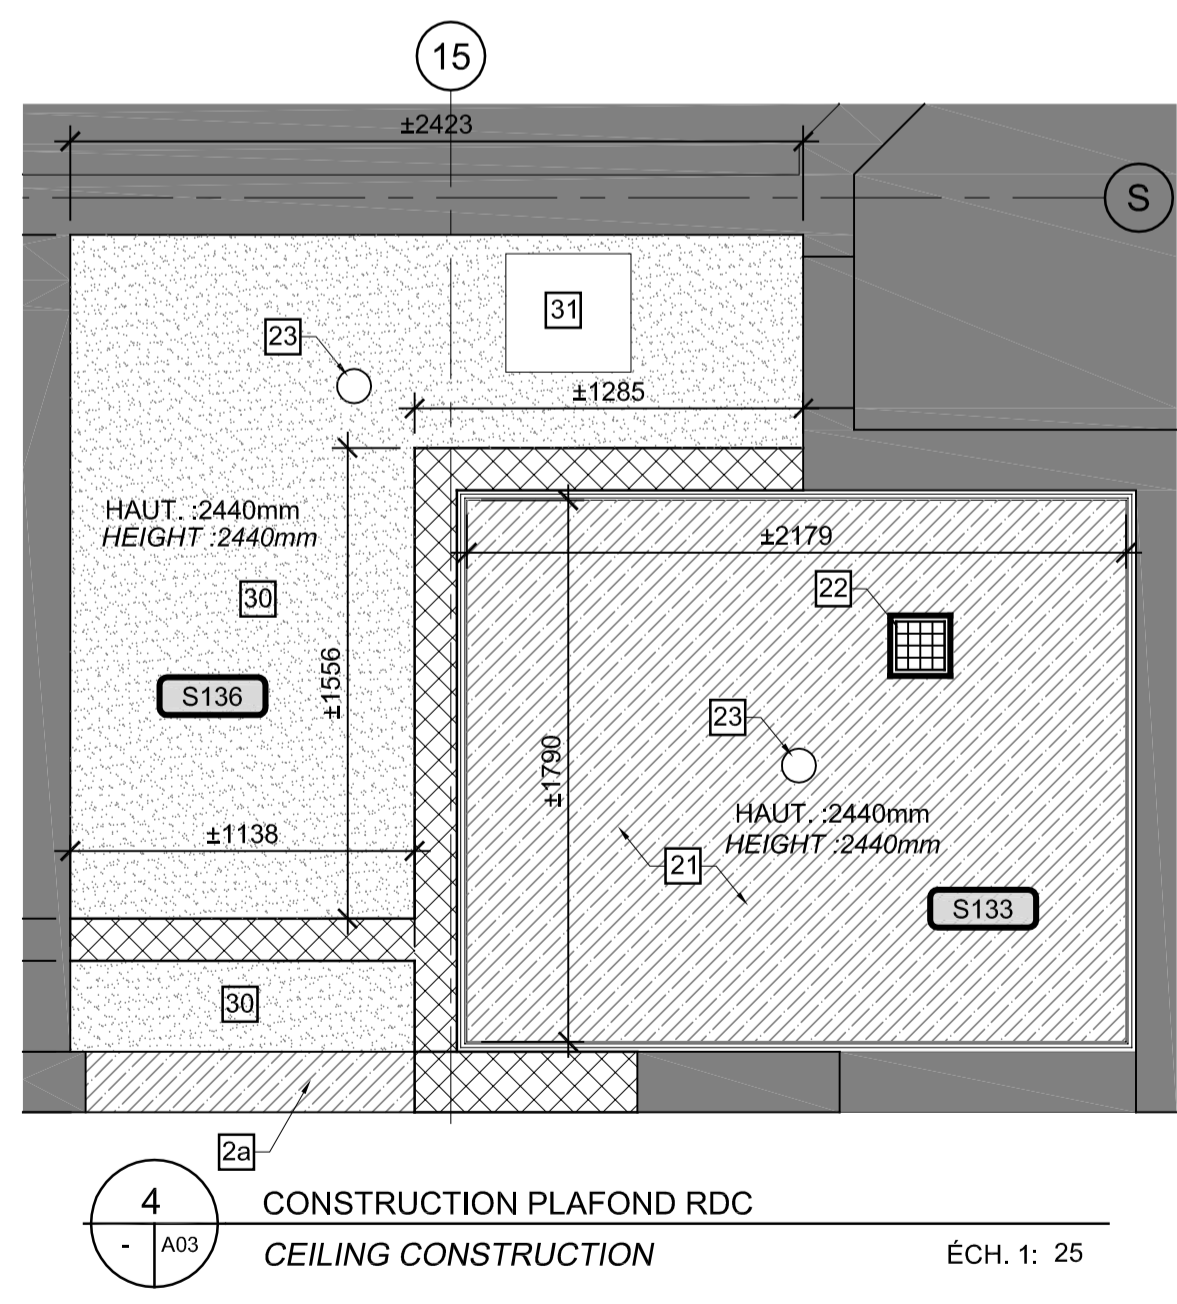 15
±2423
S
31
23
±1285
HAUT. :2440mm
HEIGHT :2440mm
±2179
22
30
±1556
S136
23
±1790
HAUT. :2440mm
HEIGHT :2440mm
±1138
21
S133
30
2a
4
- A03
CONSTRUCTION PLAFOND RDC
CEILING CONSTRUCTION
ÉCH. 1: 25